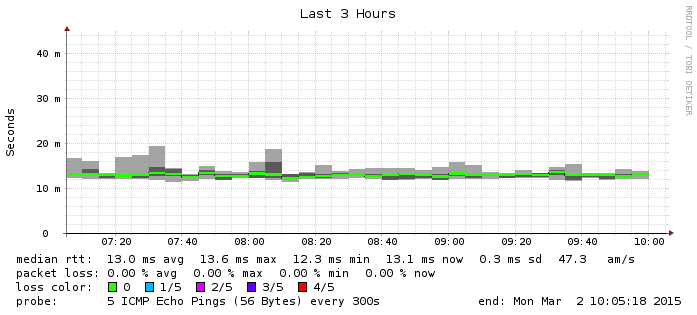 Last 3 Hours
RRDTOOL / TOBI OETIKER
Seconds
40 m
30 m
20 m
10 m
0
07:20 07:40 08:00 08:20 08:40 09:00 09:20 09:40 10:00
median rtt: 13.0 ms avg 13.6 ms max 12.3 ms min 13.1 ms now 0.3 ms sd 47.3 am/s
packet loss: 0.00 % avg 0.00 % max 0.00 % min 0.00 % now
loss color: 0 1/5 2/5 3/5 4/5
probe: 5 ICMP Echo Pings (56 Bytes) every 300s end: Mon Mar 2 10:05:18 2015